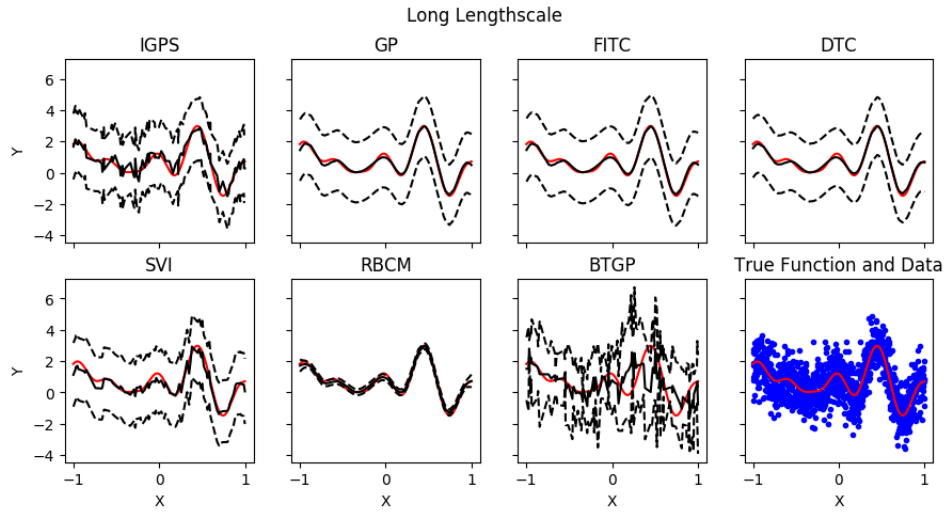 Long Lengthscale
IGPS
GP
FITC
DTC
6
4
2
0
−2
−4
Y
SVI
RBCM
BTGP
True Function and Data
6
4
2
0
−2
−4
Y
−1
0
1
−1
0
1
−1
0
1
−1
0
1
X
X
X
X